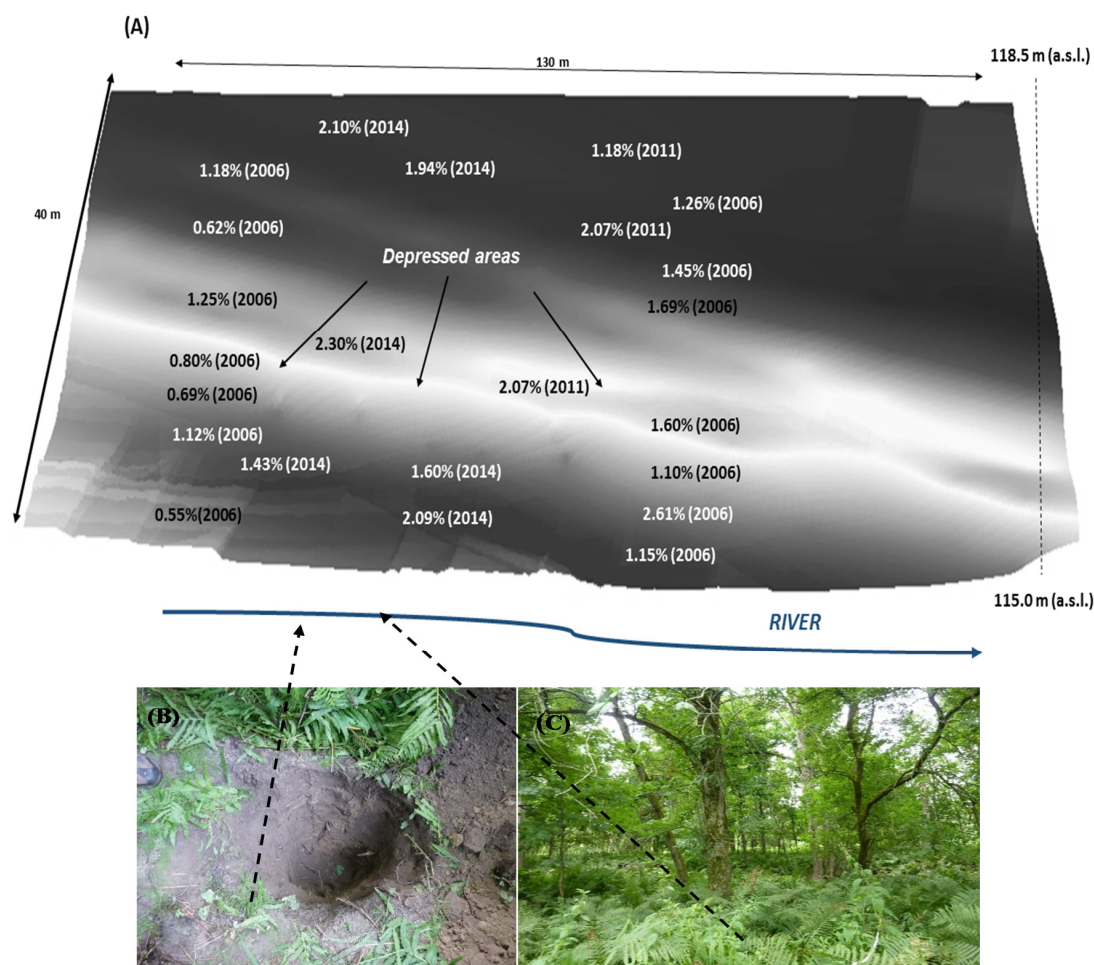 (A)
118.5 m (a.s.l.)
130 m
2.10% (2014)
1.18% (2011)
1.18% (2006)
1.94% (2014)
1.26% (2006)
40 m
0.62% (2006)
2.07% (2011)
Depressed areas
1.45% (2006)
1.25% (2006)
1.69% (2006)
2.30% (2014)
0.80% (2006)
2.07% (2011)
0.69% (2006)
1.60% (2006)
1.12% (2006)
1.43% (2014)
1.60% (2014)
1.10% (2006)
0.55%(2006)
2.09% (2014)
2.61% (2006)
1.15% (2006)
115.0 m (a.s.l.)
RIVER
(B)
(C)